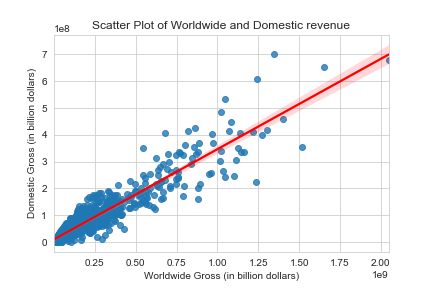 Scatter Plot of Worldwide and Domestic revenue
1e8
7
6
5
4
3
2
1
0
Domestic Gross (in billion dollars)
0.25 0.50 0.75 1.00 1.25 1.50 1.75 2.00
Worldwide Gross (in billion dollars)
1e9